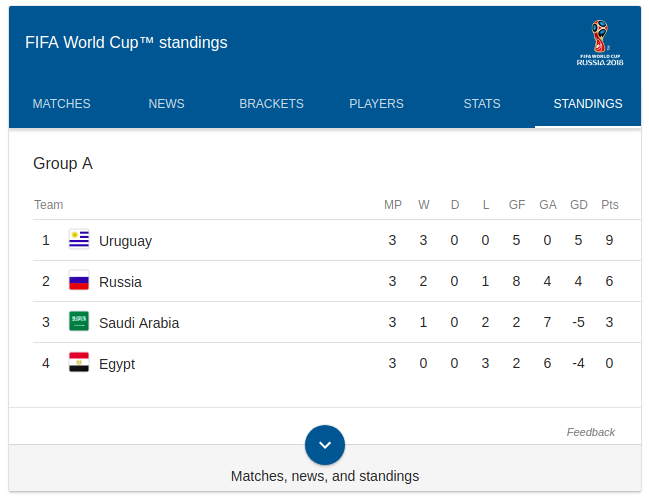 FIFA World Cup™ standings
FIFA WORLD CUP
RUSSIA 2018
MATCHES NEWS BRACKETS PLAYERS STATS STANDINGS
Group A
Team MP W D L GF GA GD Pts
1 Uruguay 3 3 0 0 5 0 5 9
2 Russia 3 2 0 1 8 4 4 6
3 Saudi Arabia 3 1 0 2 2 7 -5 3
4 Egypt 3 0 0 3 2 6 -4 0
Feedback
Matches, news, and standings